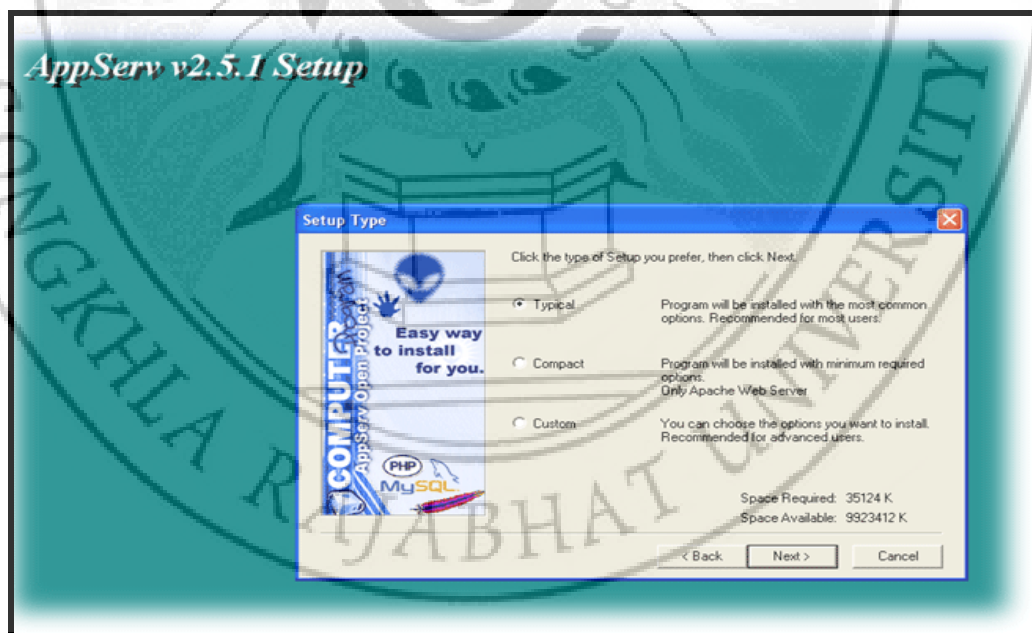 AppServ v2.5.1 Setup
Setup Type
Click the type of Setup you prefer, then click Next.
Typical
Program will be installed with the most common
options. Recommended for most users.
Compact
Program will be installed with minimum required
options.
Only Apache Web Server
Custom
You can choose the options you want to install.
Recommended for advanced users.
Space Required: 35124 K
Space Available: 9923412 K
< Back
Next >
Cancel
COMPUTER
Program
AppServ Open Project
Easy way
to install
for you.
PHP
MySQL
SONGKHLA RAJABHAT UNIVERSITY